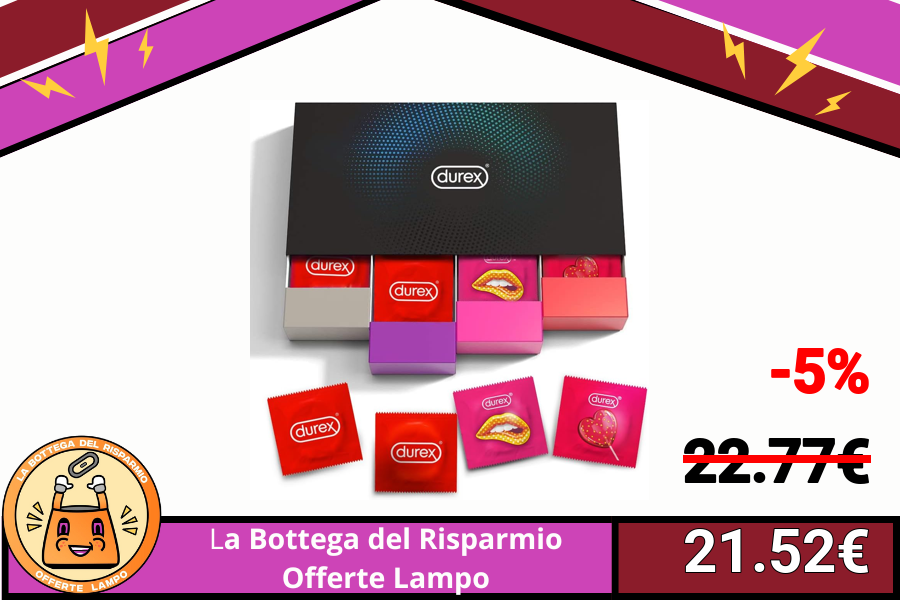 durex
durex
durex
durex
durex
durex
durex
-5%
22.77€
LA BOTTEGA DEL RISPARMIO
OFFERTE LAMPO
La Bottega del Risparmio
Offerte Lampo
21.52€